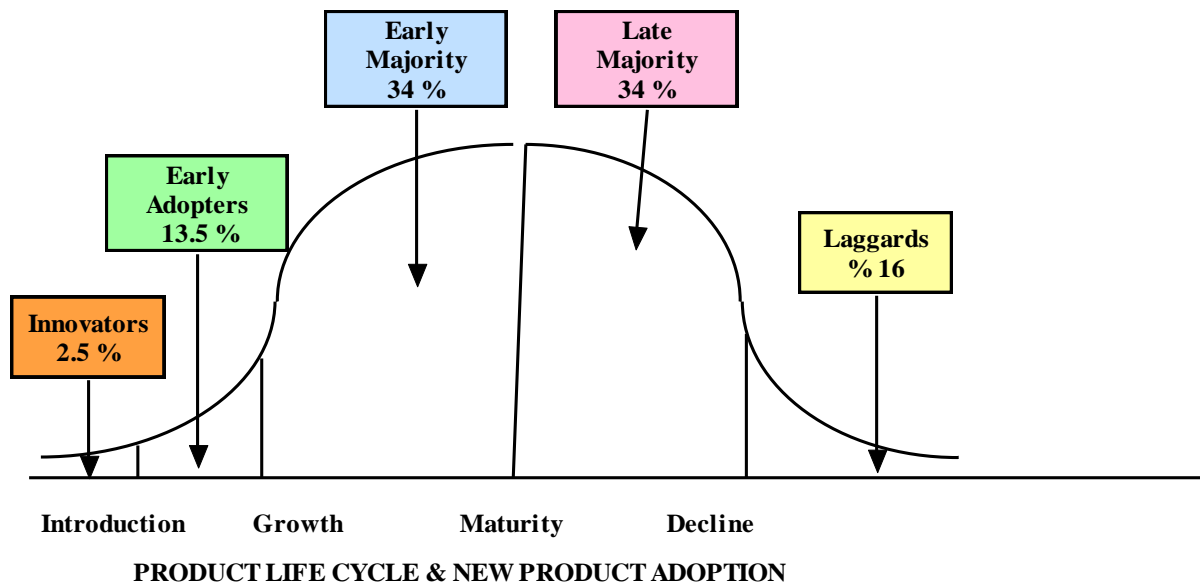 Early
Majority
34 %
Late
Majority
34 %
Early
Adopters
13.5 %
Laggards
% 16
Innovators
2.5 %
Introduction Growth Maturity Decline
PRODUCT LIFE CYCLE & NEW PRODUCT ADOPTION